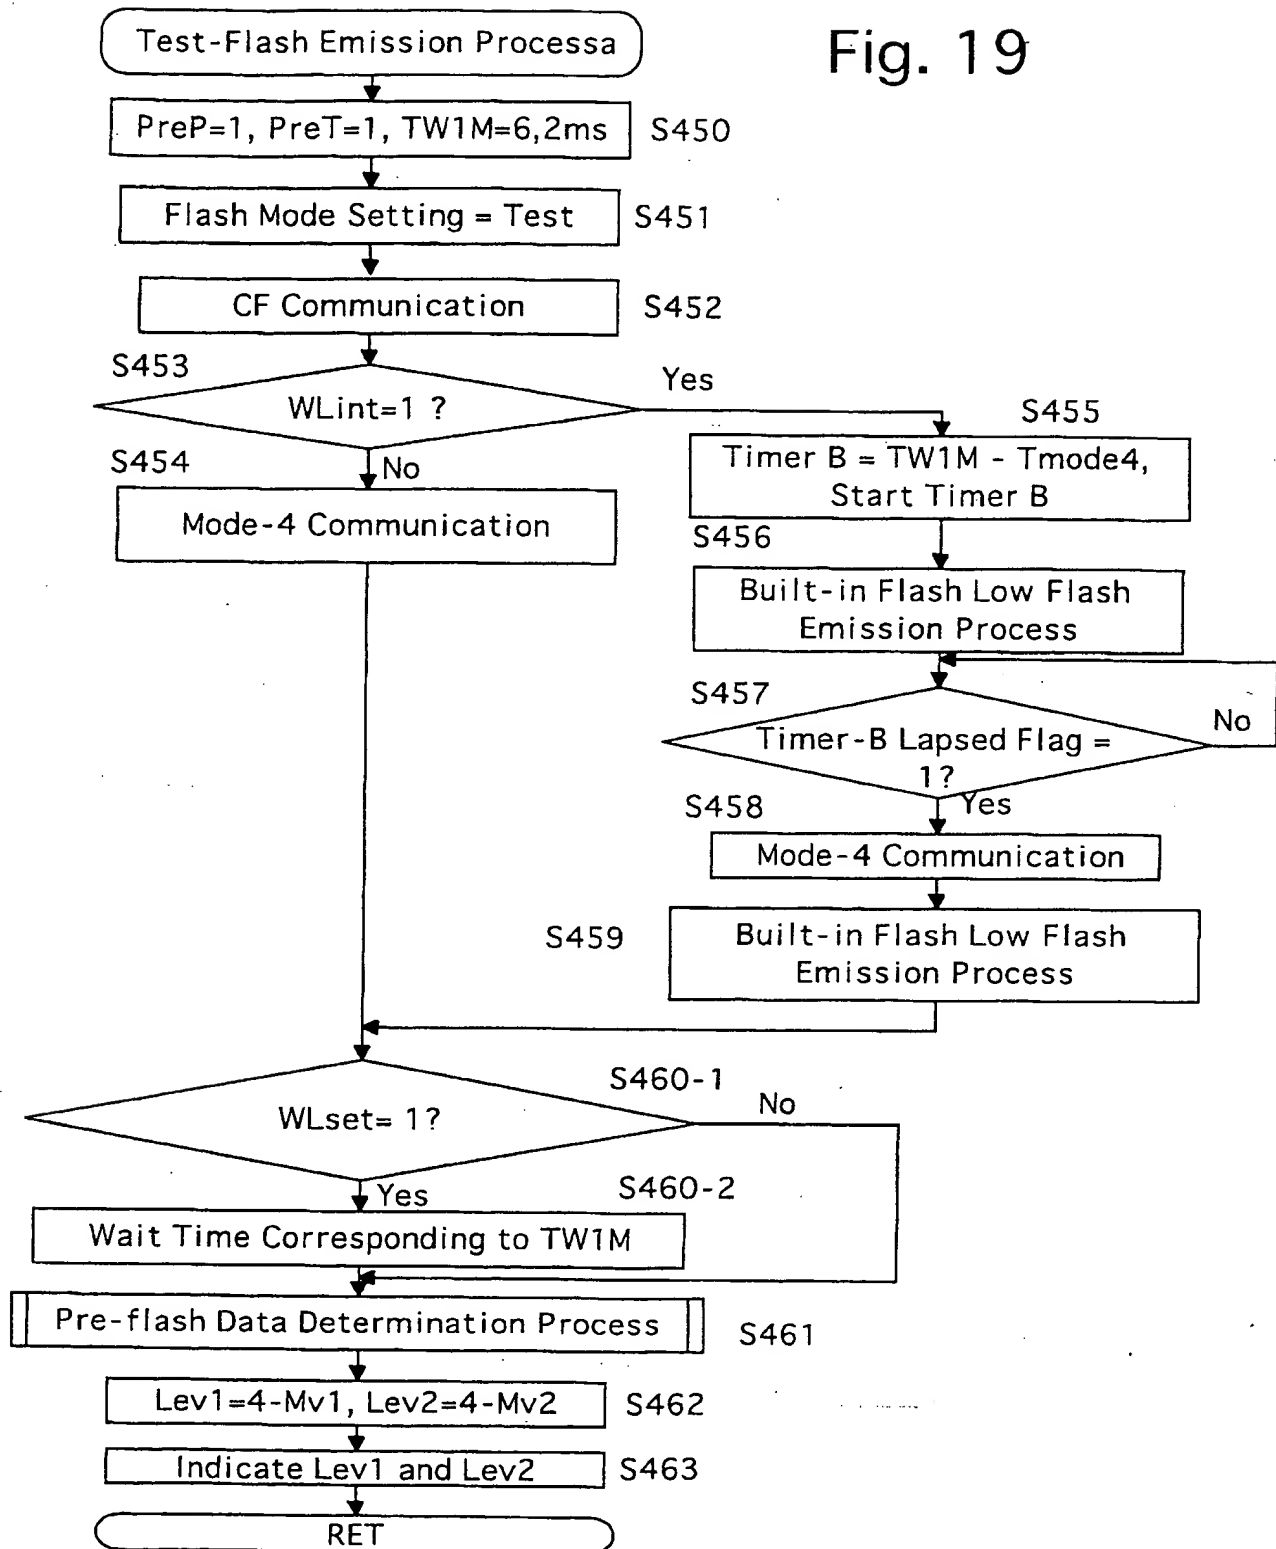 Fig. 19
Test-Flash Emission Processa
PreP=1, PreT=1, TW1M=6,2ms
S450
Flash Mode Setting = Test
S451
CF Communication
S452
S453
WLint=1 ?
Yes
No
S454
Mode-4 Communication
S455
Timer B = TW1M - Tmode4,
Start Timer B
S456
Built-in Flash Low Flash
Emission Process
S457
Timer-B Lapsed Flag =
1?
No
Yes
S458
Mode-4 Communication
S459
Built-in Flash Low Flash
Emission Process
S460-1
WLset= 1?
No
Yes
S460-2
Wait Time Corresponding to TW1M
Pre-flash Data Determination Process
S461
Lev1=4-Mv1, Lev2=4-Mv2
S462
Indicate Lev1 and Lev2
S463
RET